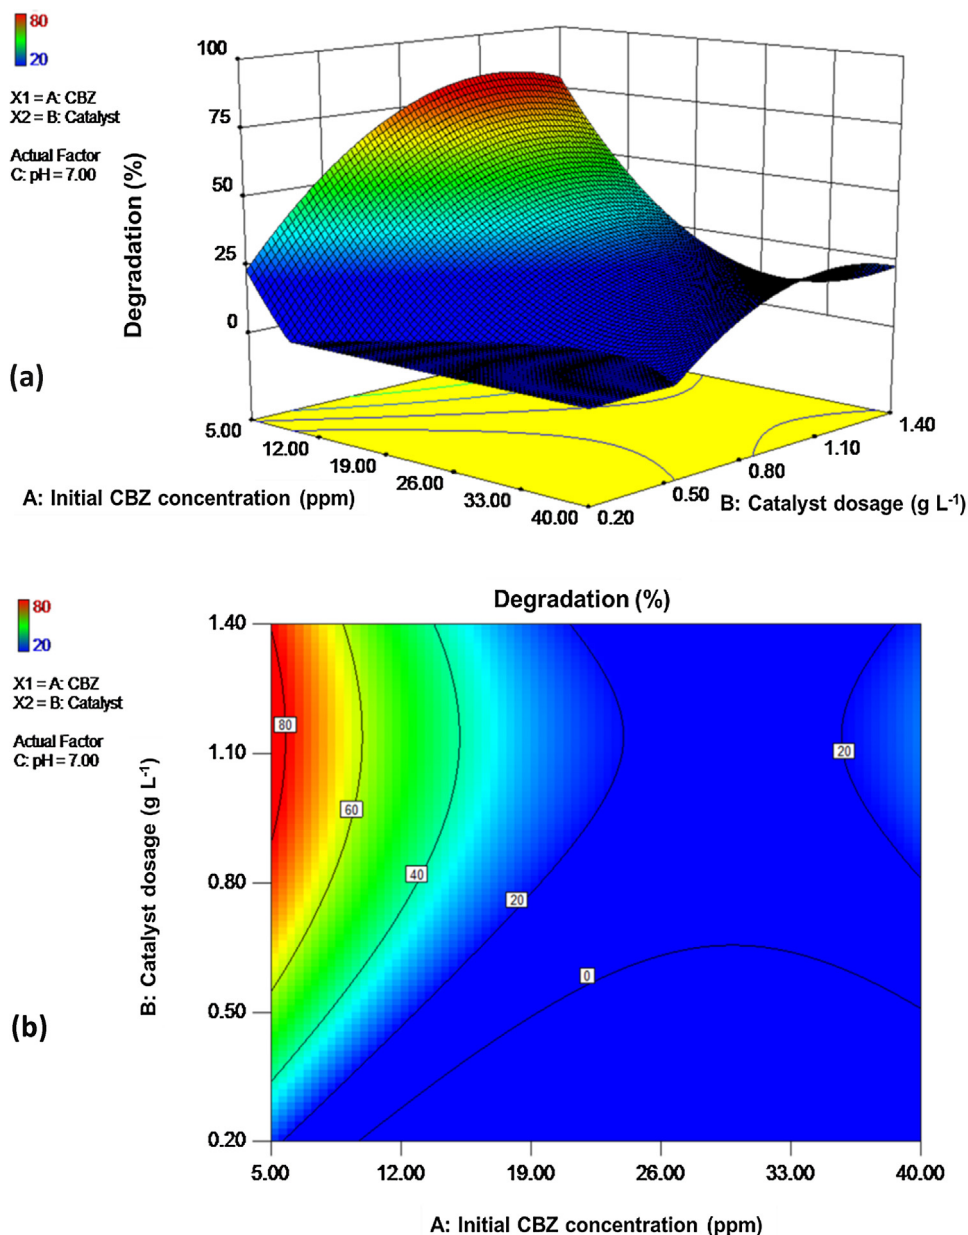 80
20
X1 = A: CBZ
X2 = B: Catalyst
Actual Factor
C: pH = 7.00
Degradation (%)
100
75
50
25
0
(a)
5.00
12.00
19.00
26.00
33.00
40.00
A: Initial CBZ concentration (ppm)
0.20
0.50
0.80
1.10
1.40
B: Catalyst dosage (g L⁻¹)
80
20
X1 = A: CBZ
X2 = B: Catalyst
Actual Factor
C: pH = 7.00
Degradation (%)
B: Catalyst dosage (g L⁻¹)
1.40
1.10
0.80
0.50
0.20
80
60
40
20
0
20
(b)
5.00
12.00
19.00
26.00
33.00
40.00
A: Initial CBZ concentration (ppm)